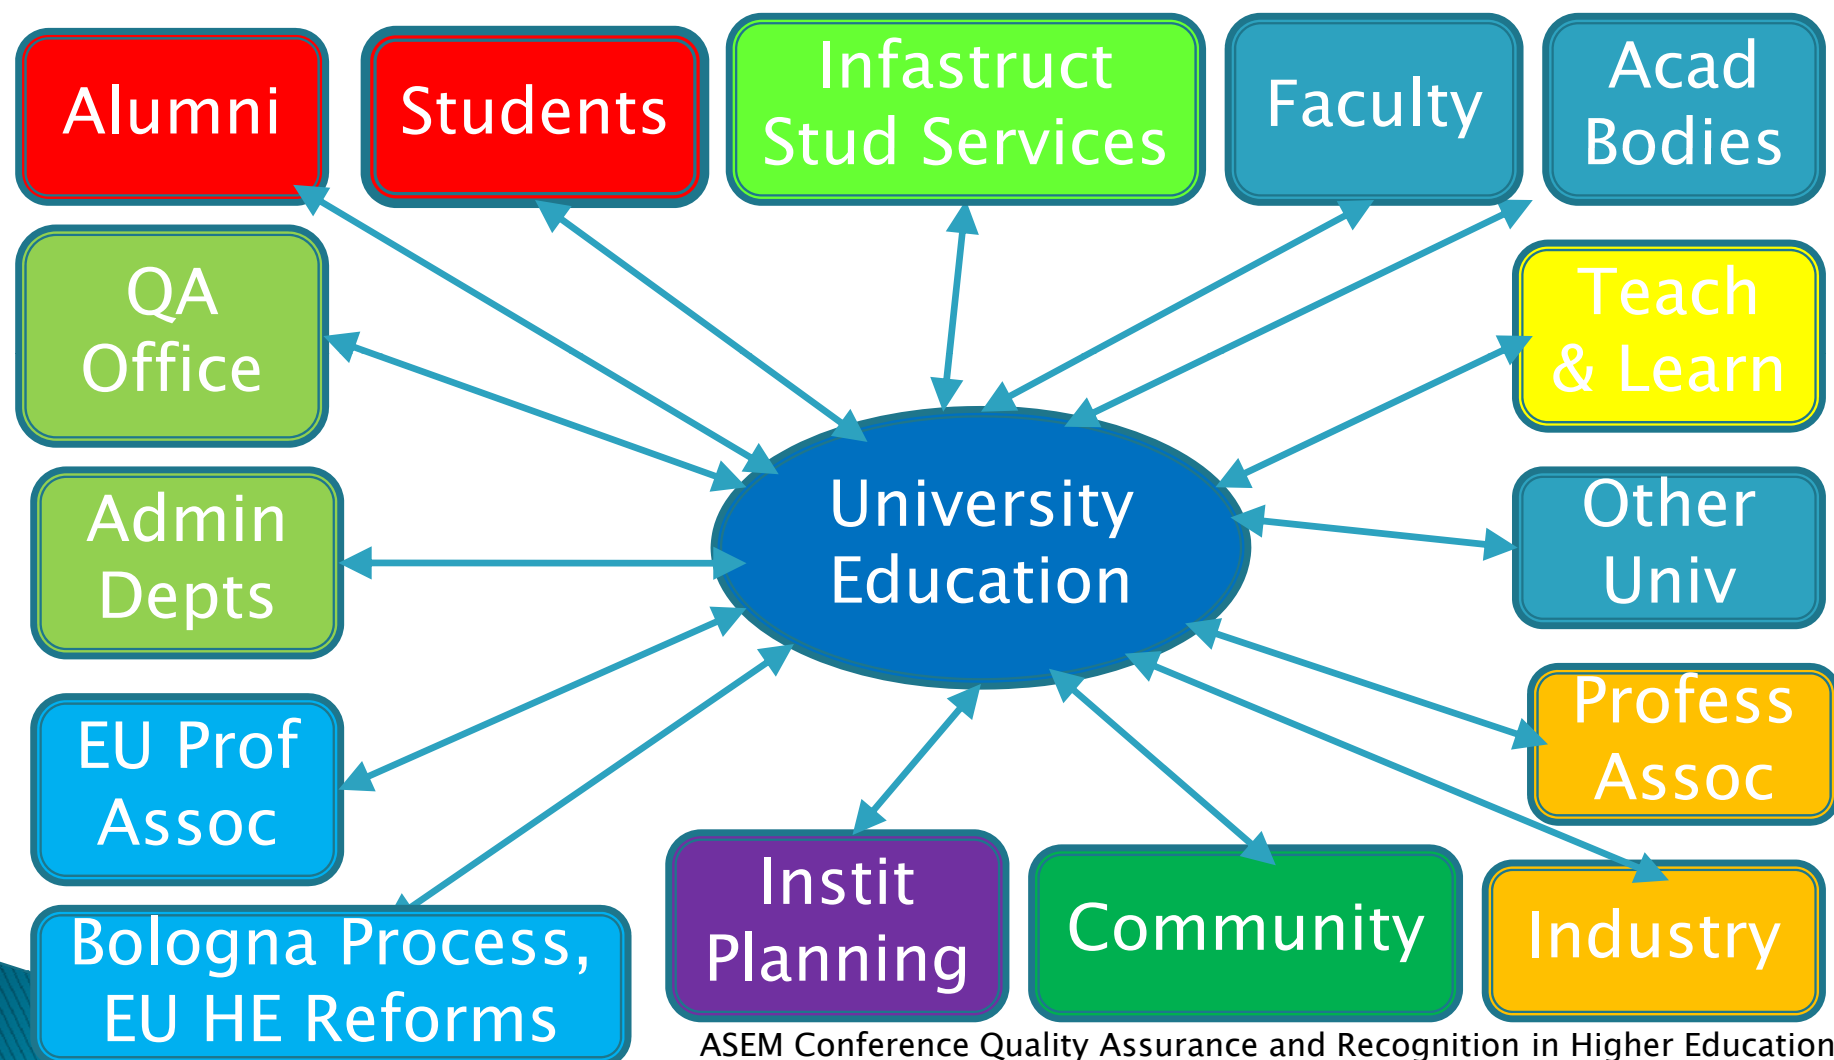 Alumni
Students
Infastruct
Stud Services
Faculty
Acad
Bodies
QA
Office
Teach
& Learn
University
Education
Admin
Depts
Other
Univ
EU Prof
Assoc
Profess
Assoc
Bologna Process,
EU HE Reforms
Instit
Planning
Community
Industry
ASEM Conference Quality Assurance and Recognition in Higher Education